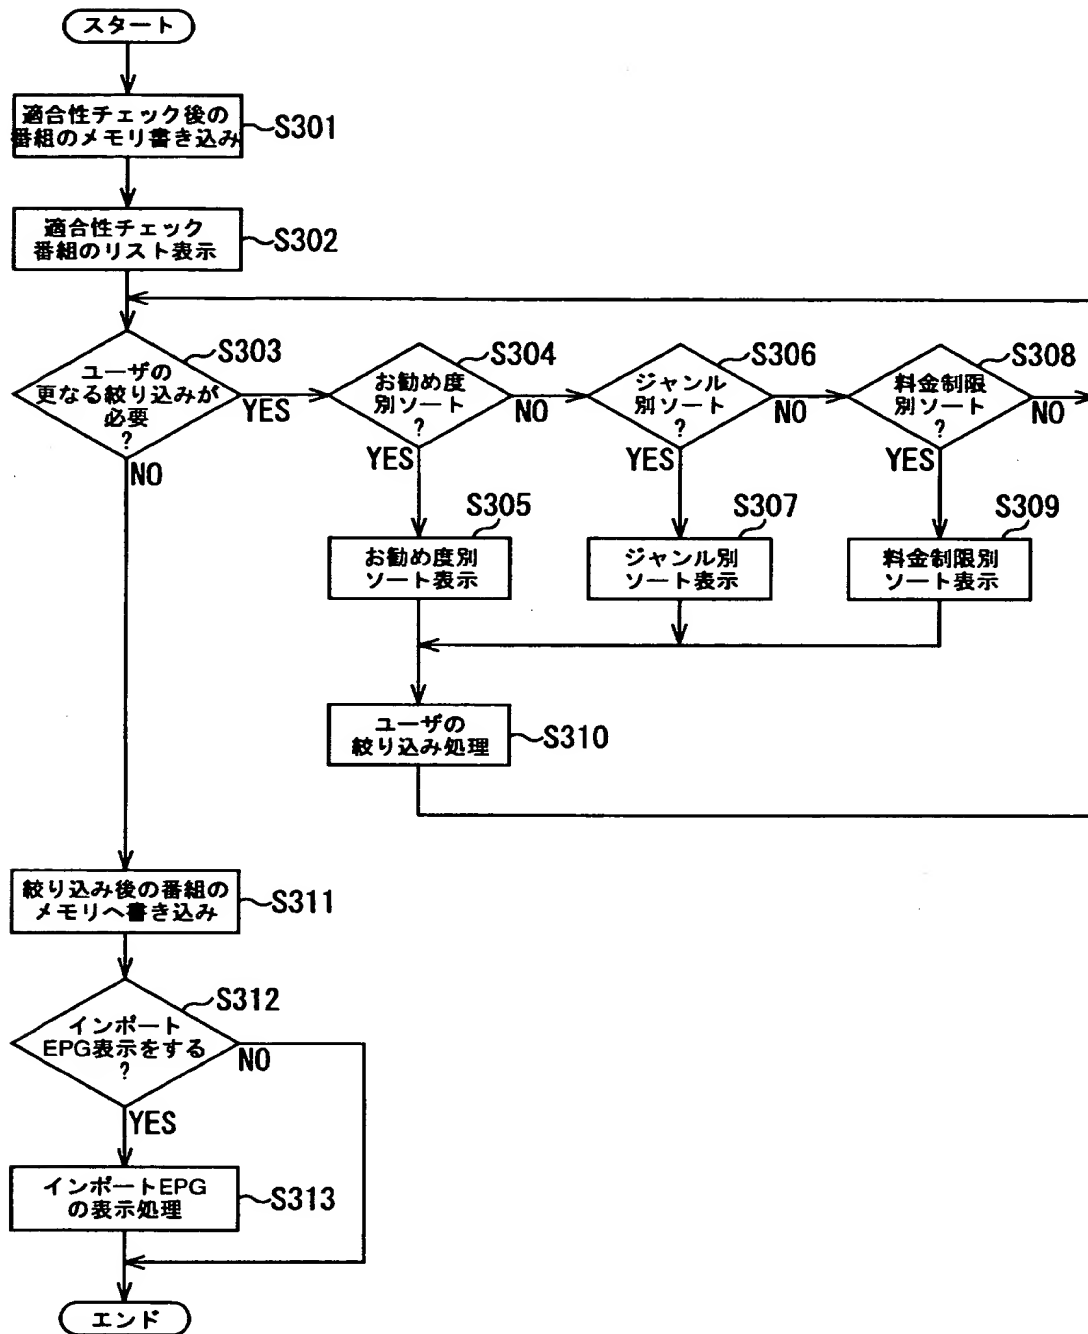 スタート
適合性チェック後の
番組のメモリ書き込み
S301
適合性チェック
番組のリスト表示
S302
ユーザの
更なる絞り込みが
必要
?
S303
YES
NO
お勧め度
別ソート
?
S304
NO
YES
ジャンル
別ソート
?
S306
NO
YES
料金制限
別ソート
?
S308
NO
YES
お勧め度別
ソート表示
S305
ジャンル別
ソート表示
S307
料金制限別
ソート表示
S309
ユーザの
絞り込み処理
S310
絞り込み後の番組の
メモリへ書き込み
S311
インポート
EPG表示をする
?
S312
NO
YES
インポートEPG
の表示処理
S313
エンド